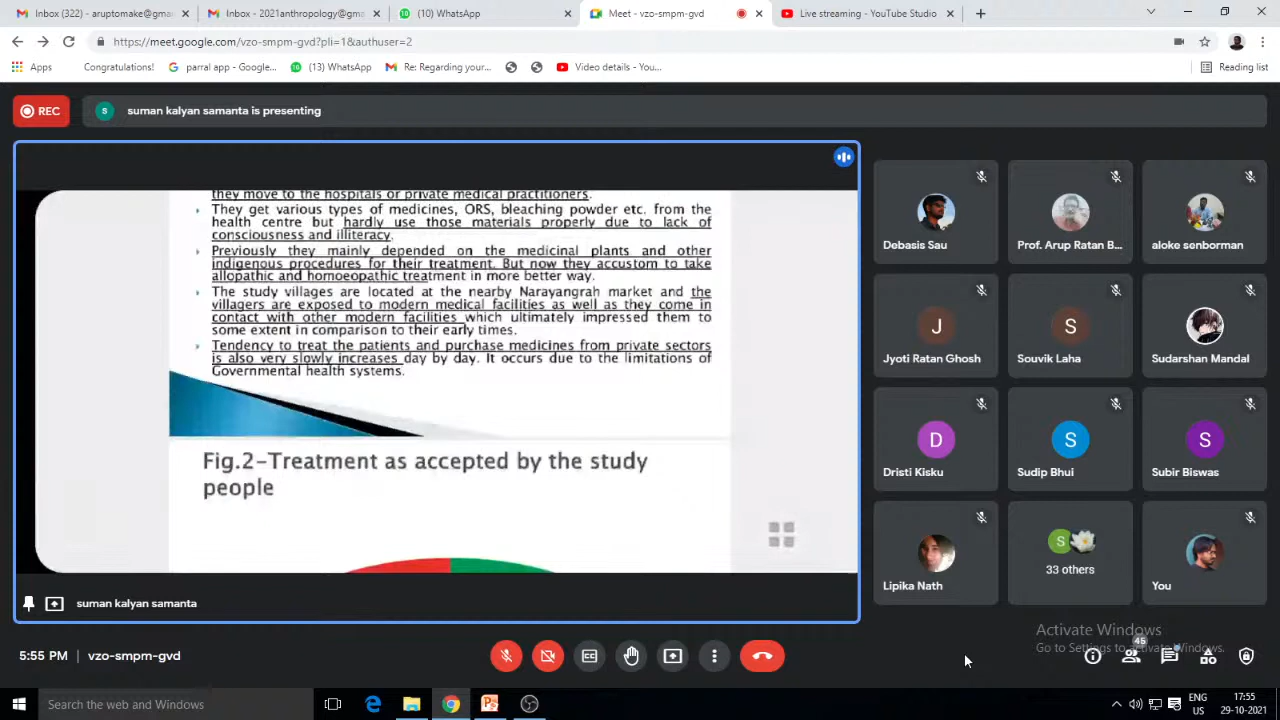 Inbox (322) - aruptomake@gmai
Inbox - 2021anthropology@gmai
(10) WhatsApp
Meet - vzo-smpm-gvd
Live streaming - YouTube Studio
https://meet.google.com/vzo-smpm-gvd?pli=1&authuser=2
Apps
Congratulations!
parral app - Google...
(13) WhatsApp
Re: Regarding your...
Video details - You...
Reading list
REC
S
suman kalyan samanta is presenting
they move to the hospitals or private medical practitioners.
They get various types of medicines, ORS, bleaching powder etc. from the
health centre but hardly use those materials properly due to lack of
consciousness and illiteracy.
Previously they mainly depended on the medicinal plants and other
indigenous procedures for their treatment. But now they accustom to take
allopathic and homoeopathic treatment in more better way.
The study villages are located at the nearby Narayangrah market and the
villagers are exposed to modern medical facilities as well as they come in
contact with other modern facilities which ultimately impressed them to
some extent in comparison to their early times.
Tendency to treat the patients and purchase medicines from private sectors
is also very slowly increases day by day. It occurs due to the limitations of
Governmental health systems.
Fig.2-Treatment as accepted by the study
people
suman kalyan samanta
Debasis Sau
Prof. Arup Ratan B...
aloke senborman
J
Jyoti Ratan Ghosh
S
Souvik Laha
Sudarshan Mandal
D
Dristi Kisku
S
Sudip Bhui
S
Subir Biswas
Lipika Nath
S
33 others
You
Activate Windows
Go to Settings to activate Windows.
5:55 PM | vzo-smpm-gvd
45
Search the web and Windows
ENG
US
17:55
29-10-2021